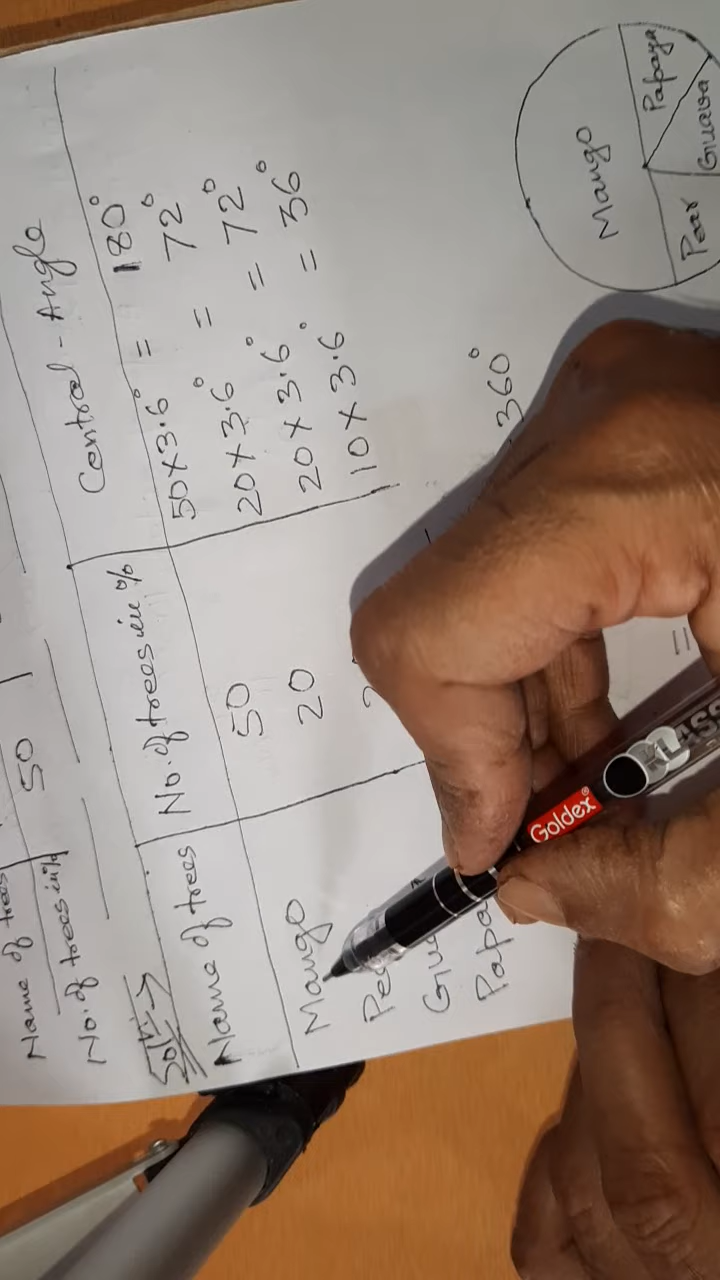 Name of trees
No. of trees in % 50
Soln:→
Name of trees No. of trees in % Central-Angle
Mango 50 50 x 3.6° = 180°
20 20 x 3.6° = 72°
20 x 3.6° = 72°
Papa 10 x 3.6 = 36°
360°
=
Mango
Papaya
Guava
Pear
Goldex®